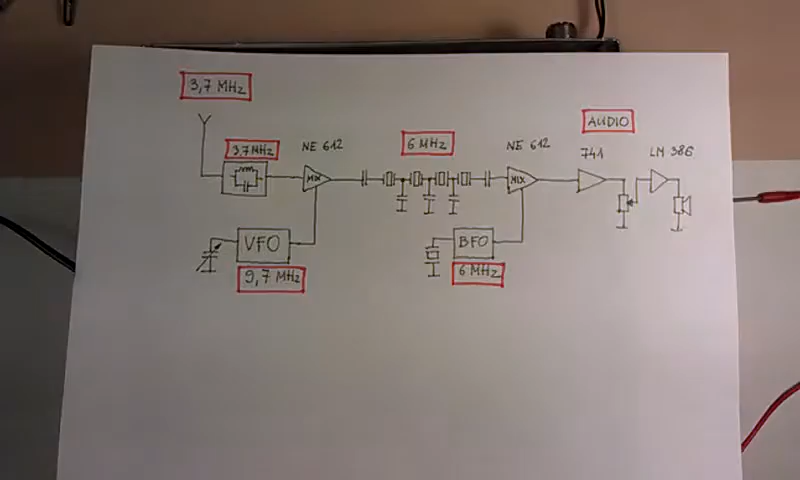 3,7 MHz
3.7 MHz
NE 612
6 MHz
NE 612
AUDIO
741
LM 386
MIX
MIX
VFO
BFO
9,7 MHz
6 MHz